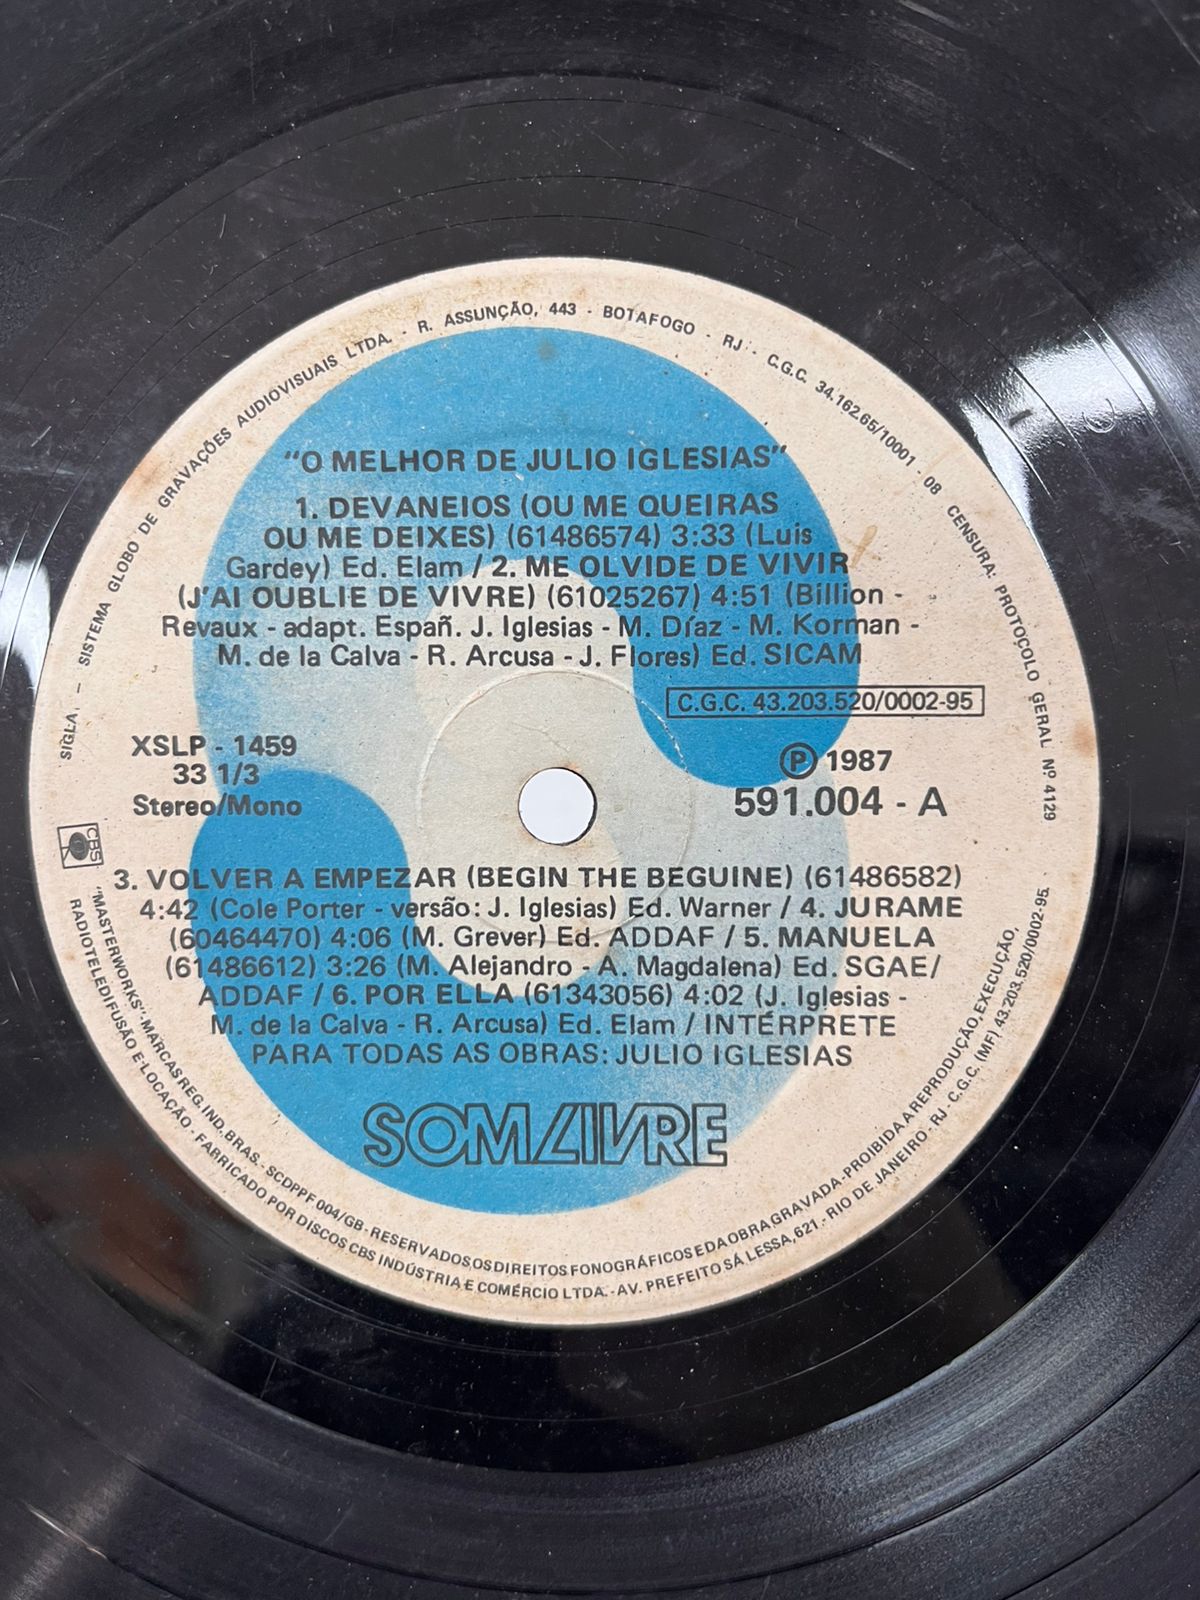 SIGLA. - SISTEMA GLOBO DE GRAVAÇÕES AUDIOVISUAIS LTDA. - R. ASSUNÇÃO, 443 - BOTAFOGO - RJ - C.G.C. 34.162.65/10001 - 08 CENSURA: PROTOCOLO GERAL Nº 4129
"O MELHOR DE JULIO IGLESIAS"
1. DEVANEIOS (OU ME QUEIRAS
OU ME DEIXES) (61486574) 3:33 (Luis
Gardey) Ed. Elam / 2. ME OLVIDE DE VIVIR
(J'AI OUBLIE DE VIVRE) (61025267) 4:51 (Billion -
Revaux - adapt. Españ. J. Iglesias - M. Díaz - M. Korman -
M. de la Calva - R. Arcusa - J. Flores) Ed. SICAM
C.G.C. 43.203.520/0002-95
XSLP - 1459
33 1/3
Stereo/Mono
℗ 1987
591.004 - A
CBS
3. VOLVER A EMPEZAR (BEGIN THE BEGUINE) (61486582)
4:42 (Cole Porter - versão: J. Iglesias) Ed. Warner / 4. JURAME
(60464470) 4:06 (M. Grever) Ed. ADDAF / 5. MANUELA
(61486612) 3:26 (M. Alejandro - A. Magdalena) Ed. SGAE/
ADDAF / 6. POR ELLA (61343056) 4:02 (J. Iglesias -
M. de la Calva - R. Arcusa) Ed. Elam / INTÉRPRETE
PARA TODAS AS OBRAS: JULIO IGLESIAS
SOM LIVRE
"MASTERWORKS"-MARCAS REG. IND. BRAS. - SCDPPF 004/GB - RESERVADOS OS DIREITOS FONOGRÁFICOS E DA OBRA GRAVADA - PROIBIDA A REPRODUÇÃO, EXECUÇÃO,
RADIOTELEDIFUSÃO E LOCAÇÃO - FABRICADO POR DISCOS CBS INDÚSTRIA E COMÉRCIO LTDA. - AV. PREFEITO SÁ LESSA, 621 - RIO DE JANEIRO - RJ - C.G.C. (MF) 43.203.520/0002-95.